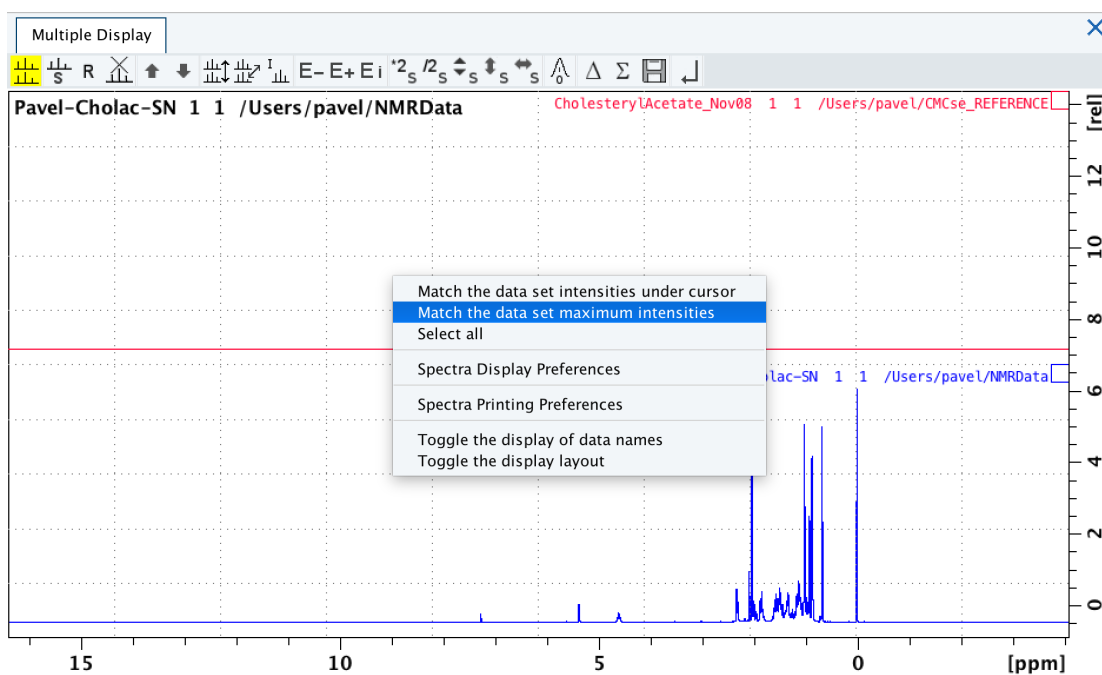 Multiple Display
S R I E- E+ Ei *2s /2s s s s Δ Σ
Pavel-Cholac-SN 1 1 /Users/pavel/NMRData
CholesterylAcetate_Nov08 1 1 /Users/pavel/CMCse_REFERENCE
[rel]
12
10
8
6
4
2
0
Match the data set intensities under cursor
Match the data set maximum intensities
Select all
Spectra Display Preferences
Spectra Printing Preferences
Toggle the display of data names
Toggle the display layout
olac-SN 1 1 /Users/pavel/NMRData
15 10 5 0 [ppm]